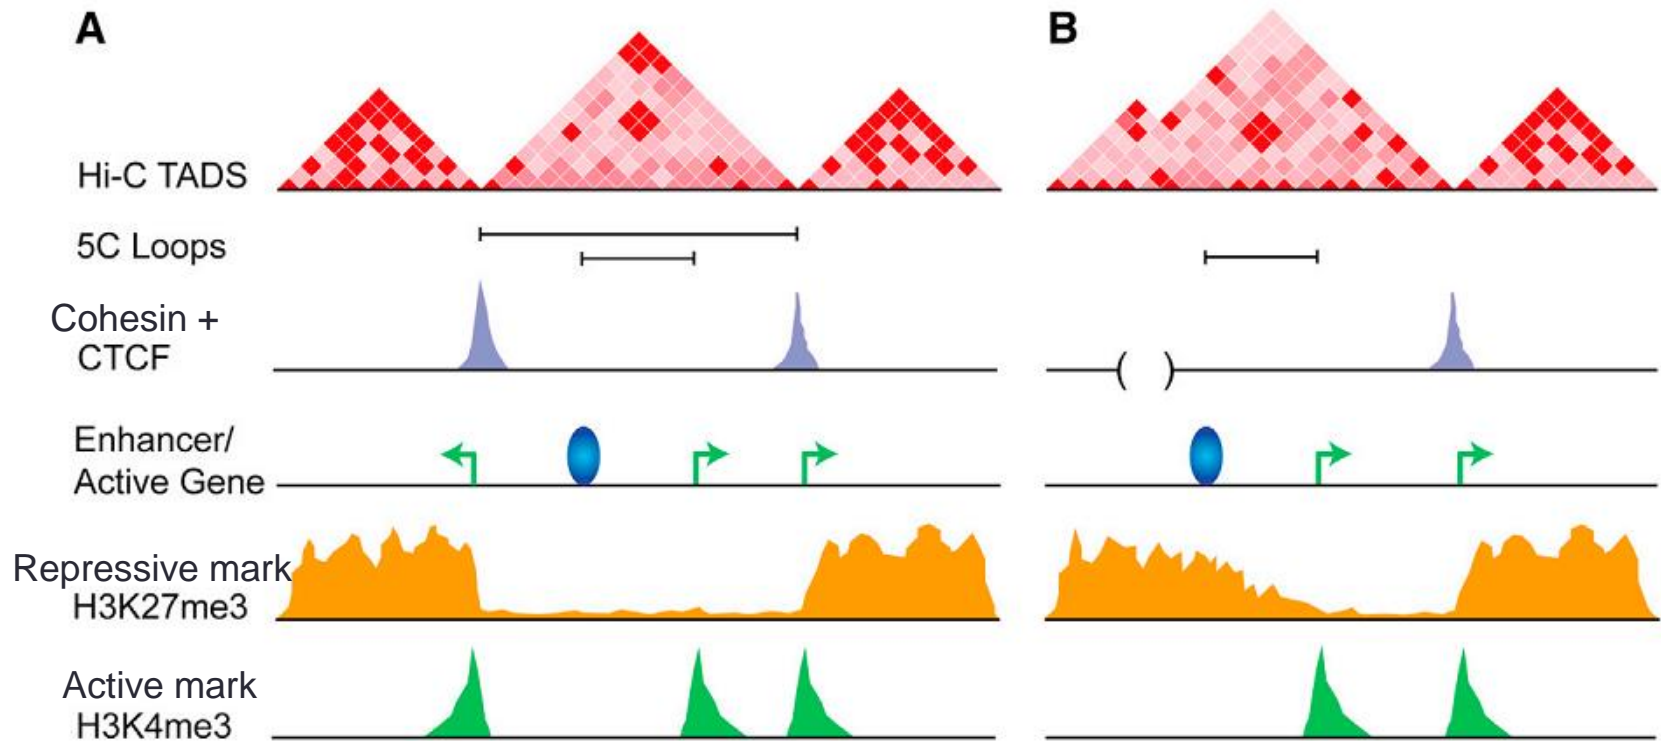 A
B
Hi-C TADS
5C Loops
Cohesin +
CTCF
( )
Enhancer/
Active Gene
Repressive mark
H3K27me3
Active mark
H3K4me3